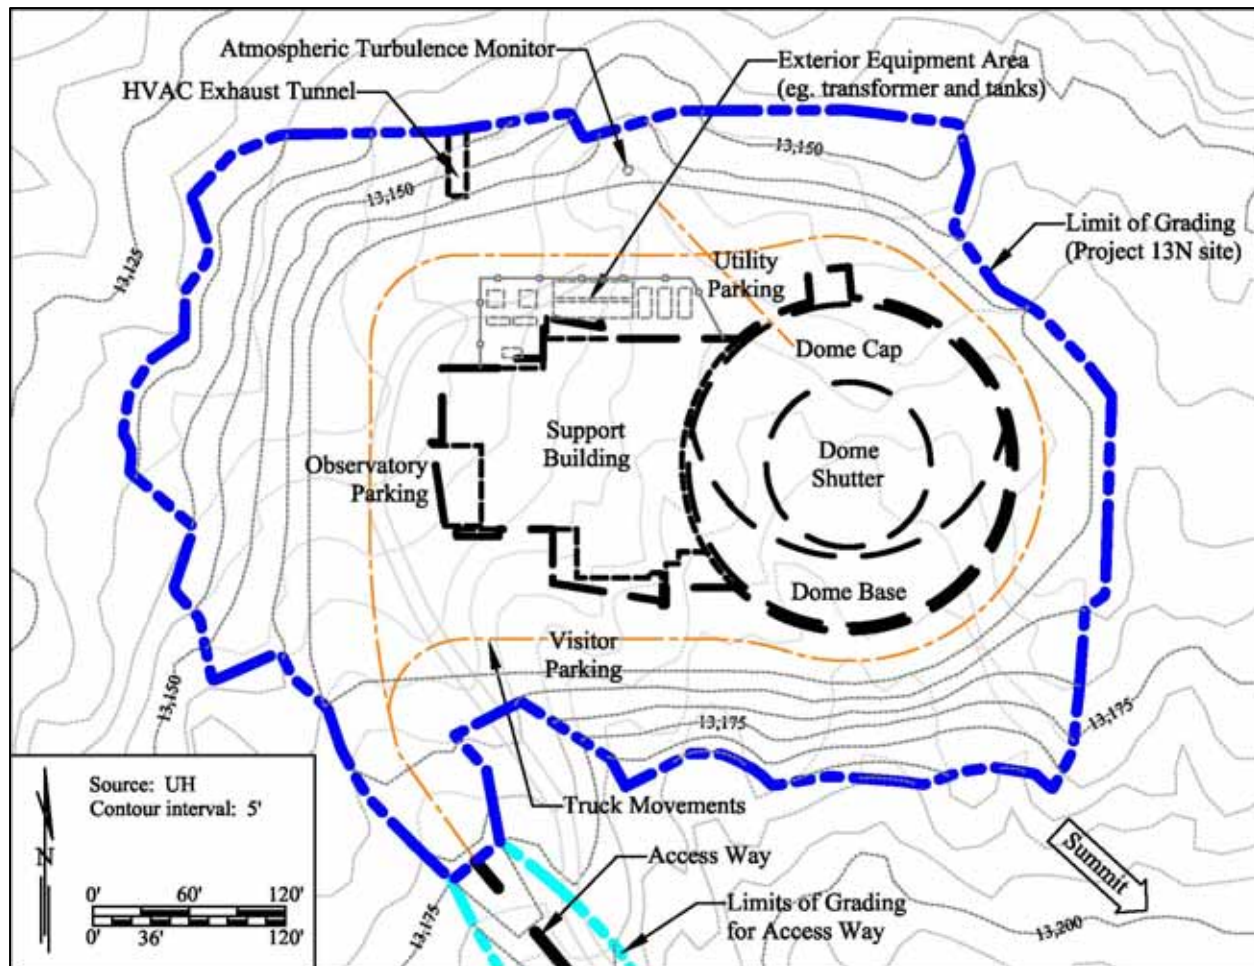 Atmospheric Turbulence Monitor
Exterior Equipment Area
(eg. transformer and tanks)
HVAC Exhaust Tunnel
13,150
13,150
Limit of Grading
(Project 13N site)
13,125
Utility
Parking
Dome Cap
Support
Building
Dome
Shutter
Observatory
Parking
Dome Base
Visitor
Parking
13,150
13,175
13,175
Source: UH
Contour interval: 5'
Truck Movements
N
0' 60' 120'
0' 36' 120'
Access Way
Summit
Limits of Grading
for Access Way
13,175
13,200